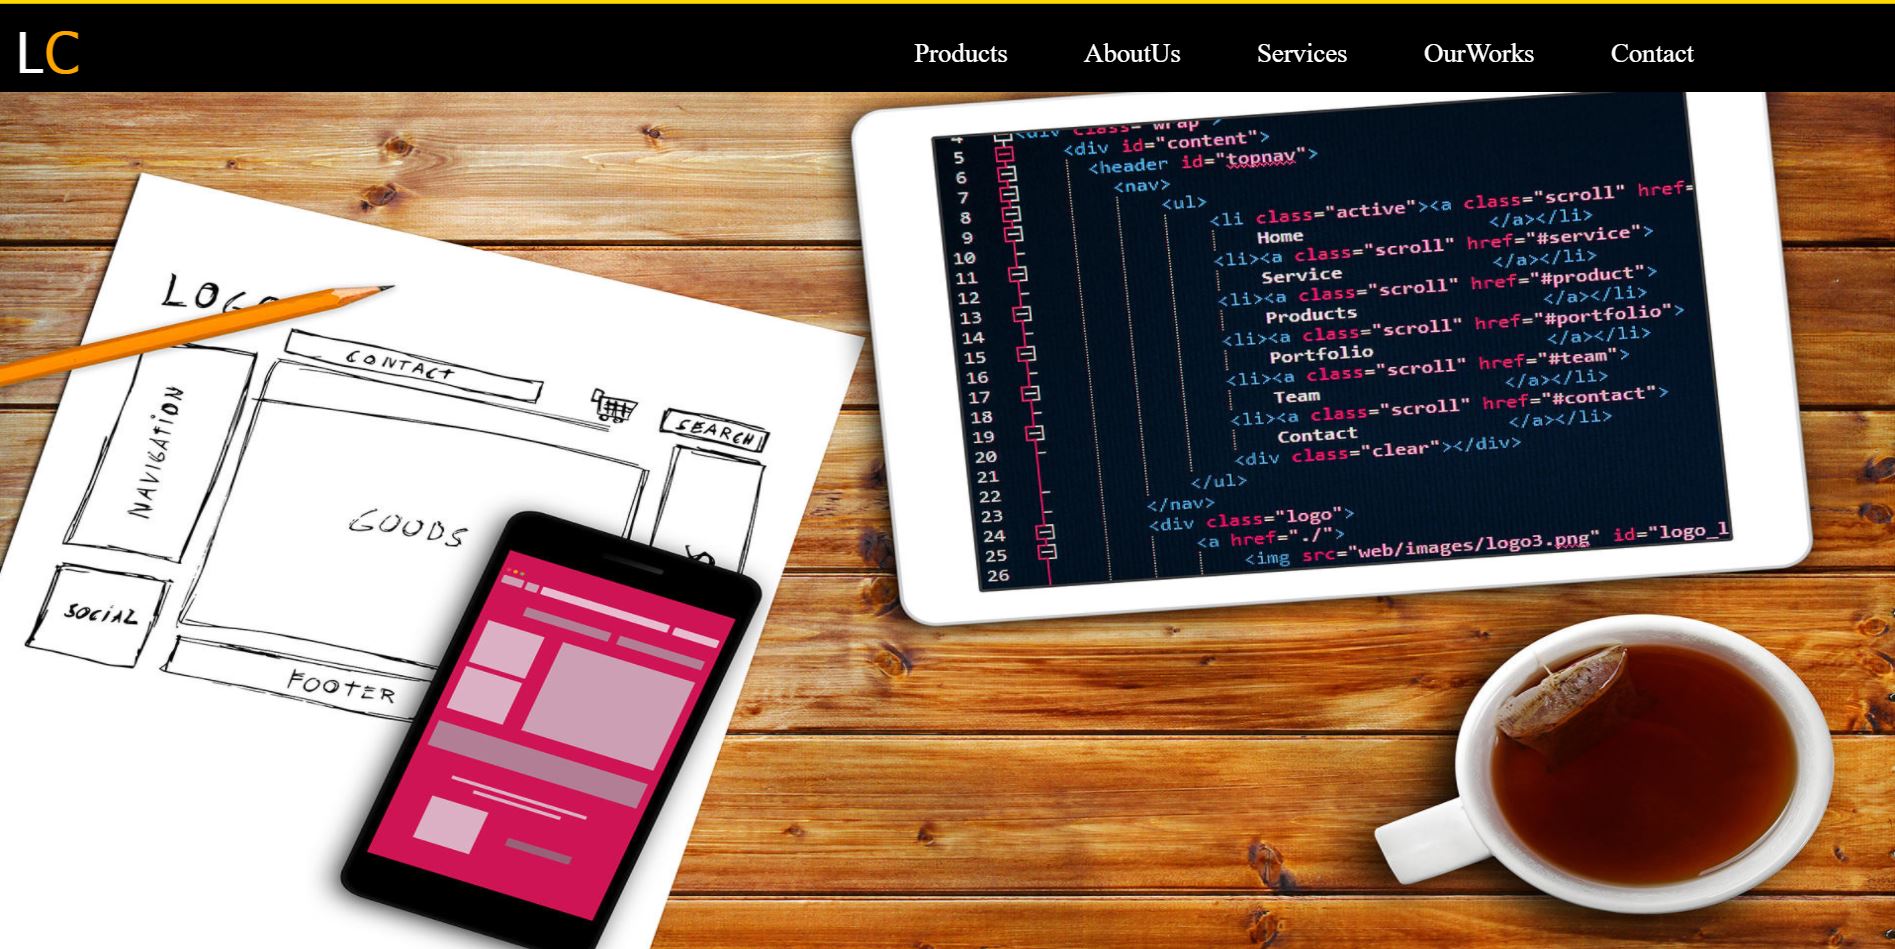 LC
Products AboutUs Services OurWorks Contact
LOGO
CONTACT
NAVIGATION
SEARCH
GOODS
SOCIAL
FOOTER
4 <div class="wrap">
5 <div id="content">
6 <header id="topnav">
7 <nav>
8 <ul>
9 <li class="active"><a class="scroll" href=
10 Home </a></li>
11 <li><a class="scroll" href="#service">
12 Service </a></li>
13 <li><a class="scroll" href="#product">
14 Products </a></li>
15 <li><a class="scroll" href="#portfolio">
16 Portfolio </a></li>
17 <li><a class="scroll" href="#team">
18 Team </a></li>
19 <li><a class="scroll" href="#contact">
20 Contact </a></li>
21 <div class="clear"></div>
22 </ul>
23 </nav>
24 <div class="logo">
25 <a href="./">
26 <img src="web/images/logo3.png" id="logo_l